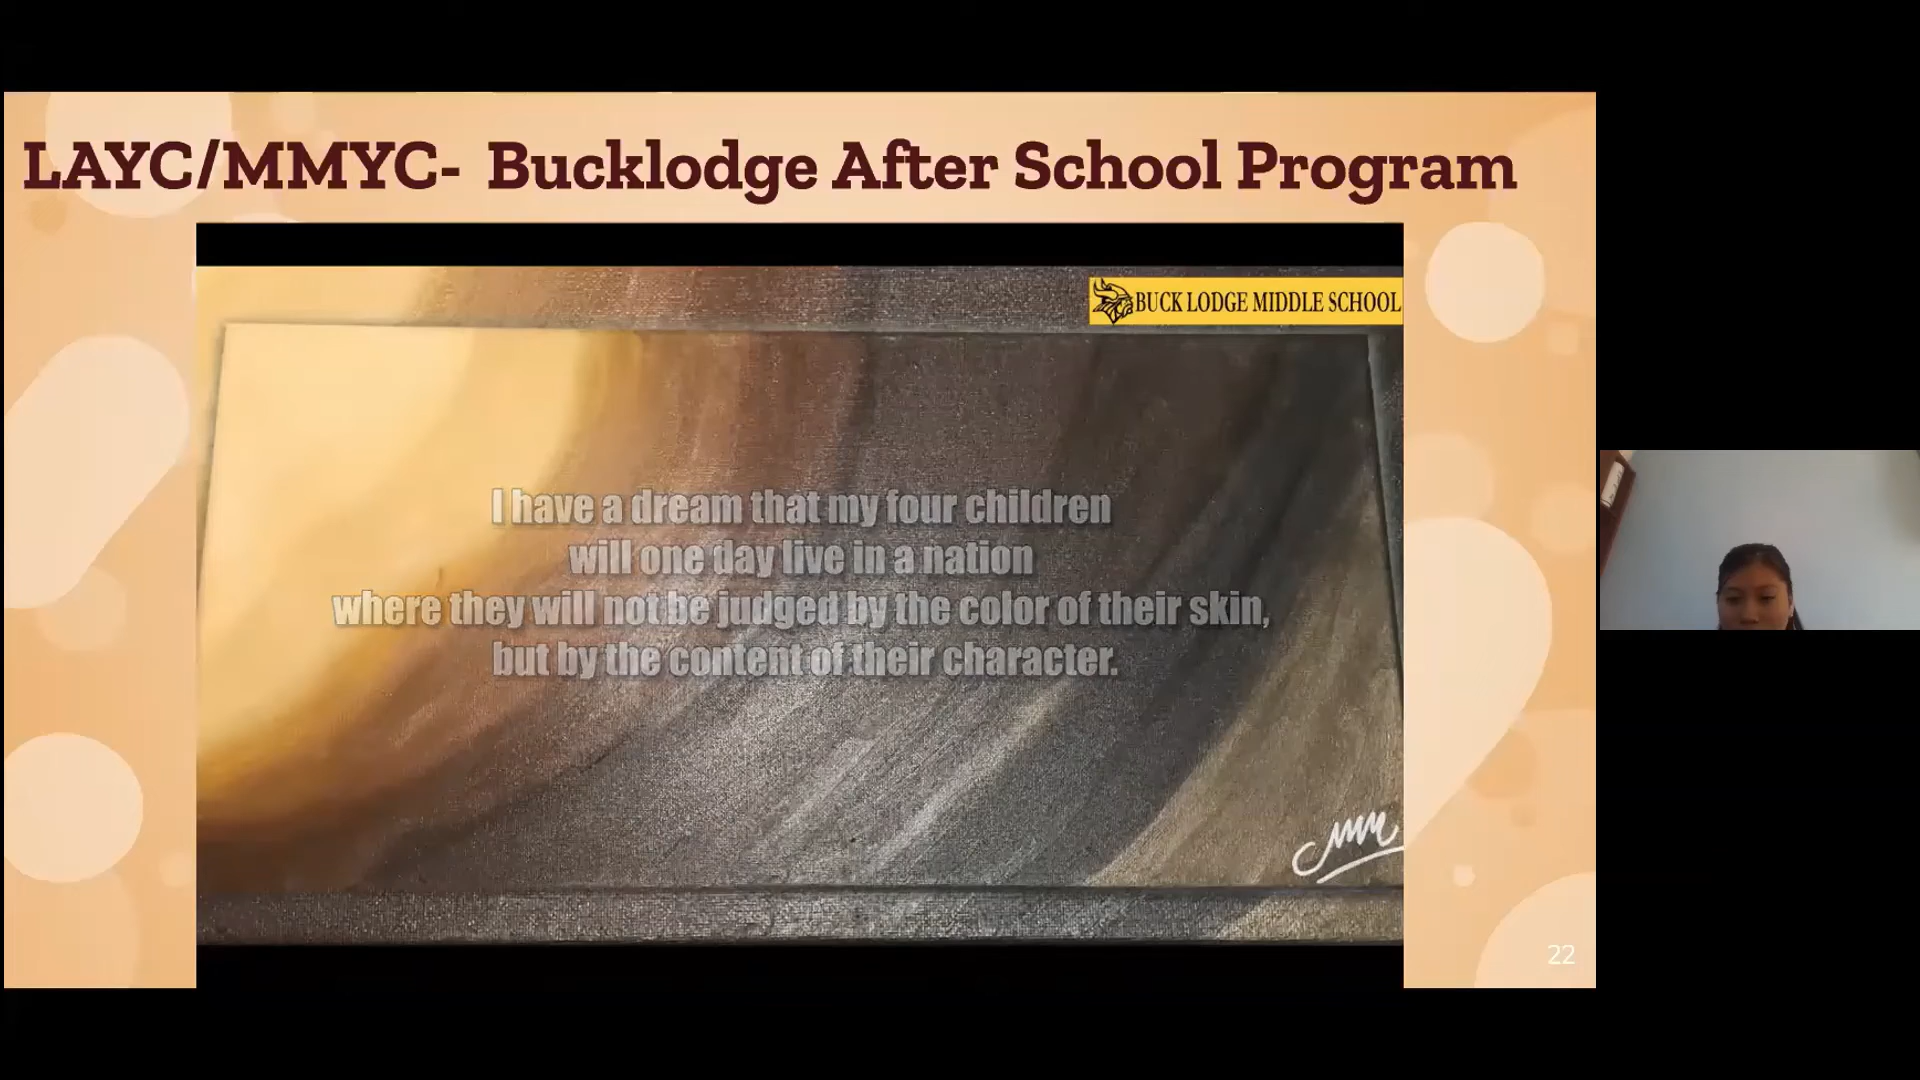 LAYC/MMYC- Bucklodge After School Program
BUCK LODGE MIDDLE SCHOOL
I have a dream that my four children
will one day live in a nation
where they will not be judged by the color of their skin,
but by the content of their character.
22